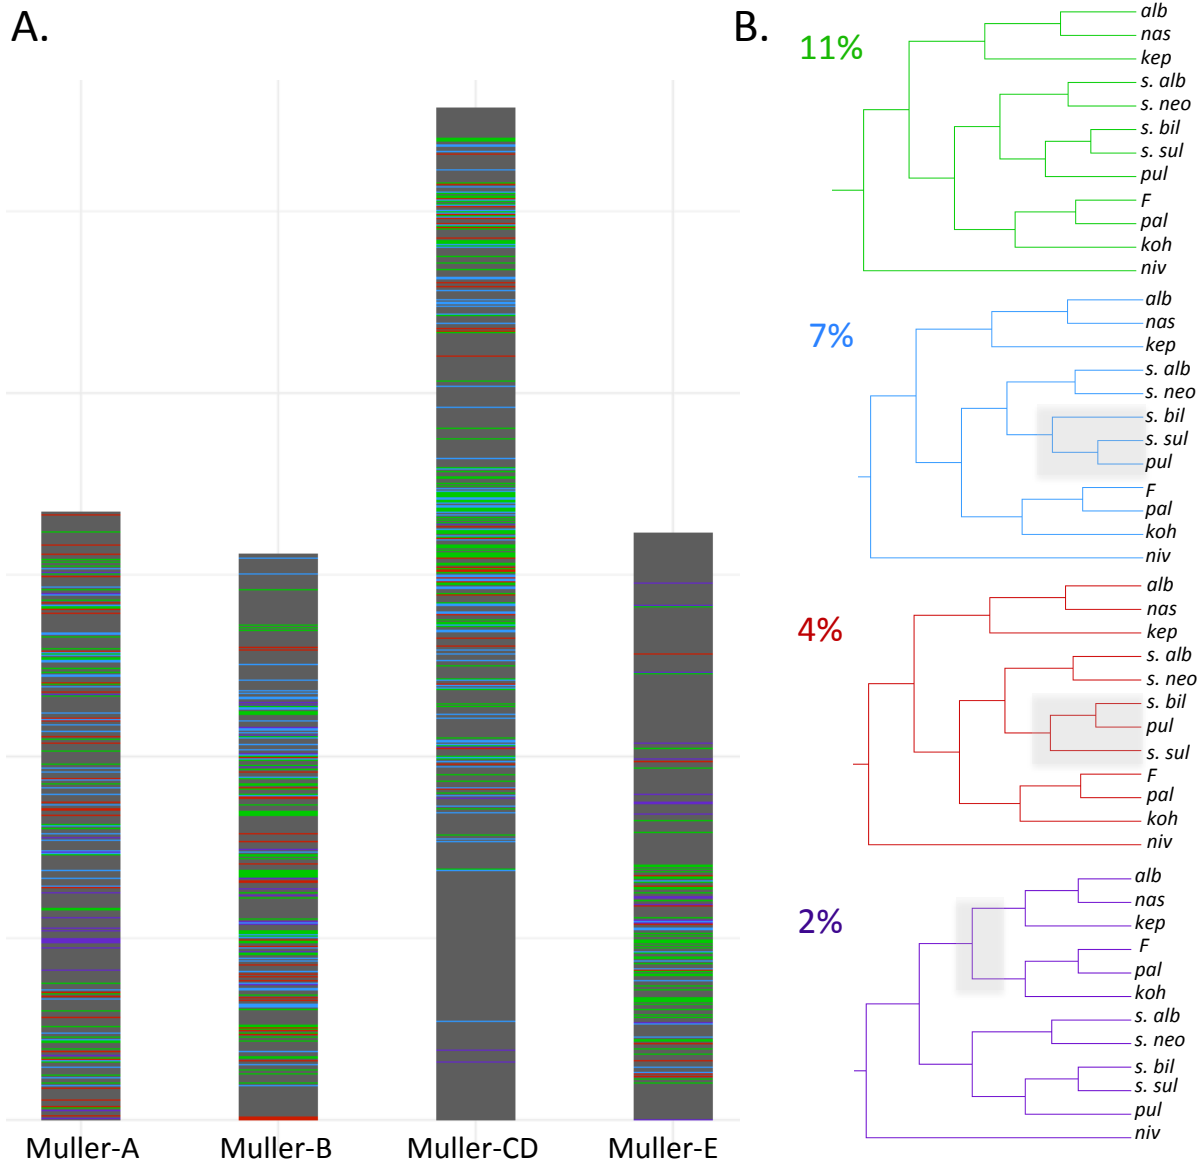 A.
B.
11%
alb
nas
kep
s. alb
s. neo
s. bil
s. sul
pul
F
pal
koh
niv
7%
alb
nas
kep
s. alb
s. neo
s. bil
s. sul
pul
F
pal
koh
niv
4%
alb
nas
kep
s. alb
s. neo
s. bil
pul
s. sul
F
pal
koh
niv
2%
alb
nas
kep
F
pal
koh
s. alb
s. neo
s. bil
s. sul
pul
niv
Muller-A Muller-B Muller-CD Muller-E